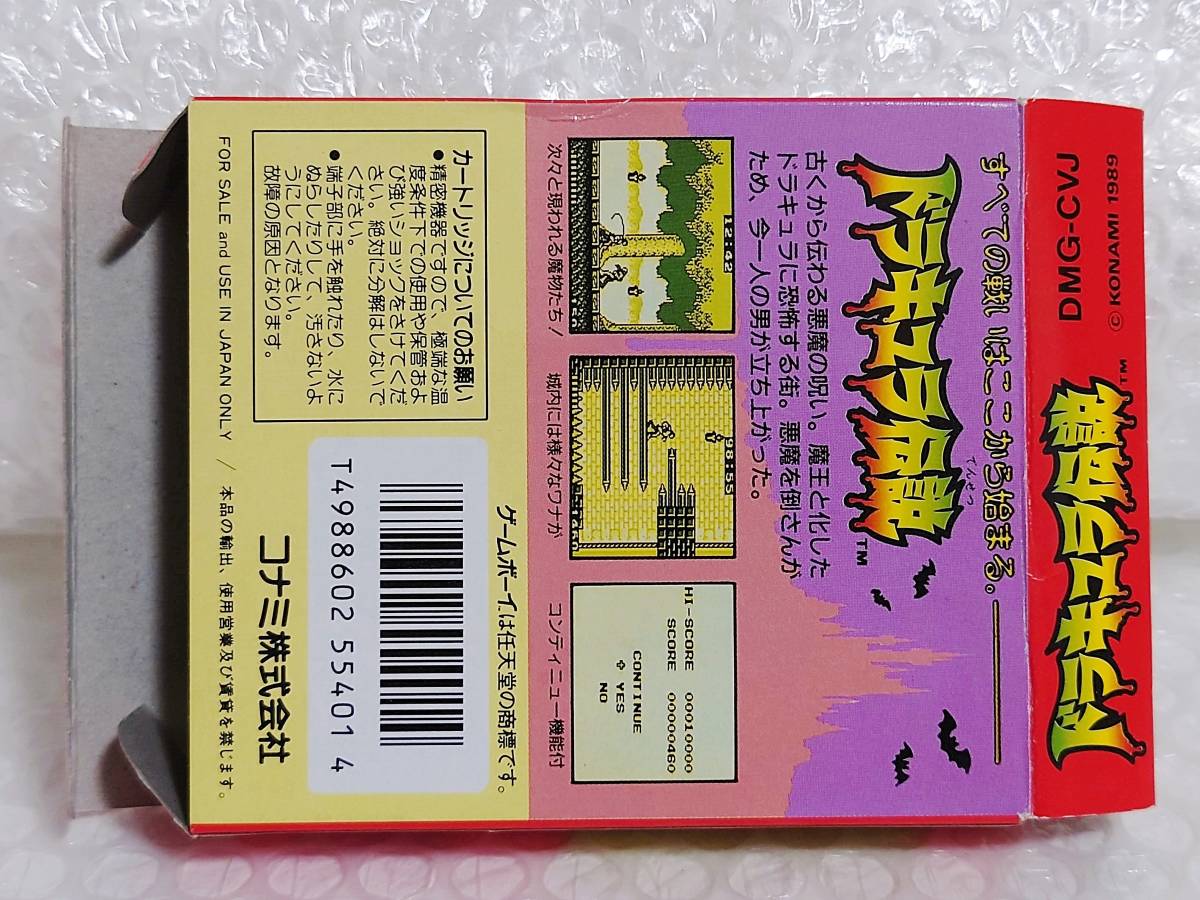 DMG-CVJ
© KONAMI 1989
ドラキュラ伝説™
すべての戦いはここから始まる。
ドラキュラ伝説™
でんせつ
古くから伝わる悪魔の呪い。魔王と化した
ドラキュラに恐怖する街。悪魔を倒さんが
ため、今一人の男が立ち上がった。
12:42
次々と現われる魔物たち!
98:55
城内には様々なワナが
HI-SCORE 00010000
SCORE 00000460
CONTINUE
YES
NO
コンティニュー機能付
カートリッジについてのお願い
●精密機器ですので、極端な温
度条件下での使用や保管およ
び強いショックをさけてくだ
さい。絶対に分解はしないで
ください。
●端子部に手を触れたり、水に
ぬらしたりして、汚さないよ
うにしてください。
故障の原因となります。
ゲームボーイは任天堂の商標です。
T4988602 55401 4
コナミ株式会社
FOR SALE and USE IN JAPAN ONLY / 本品の輸出、使用営業及び賃貸を禁じます。